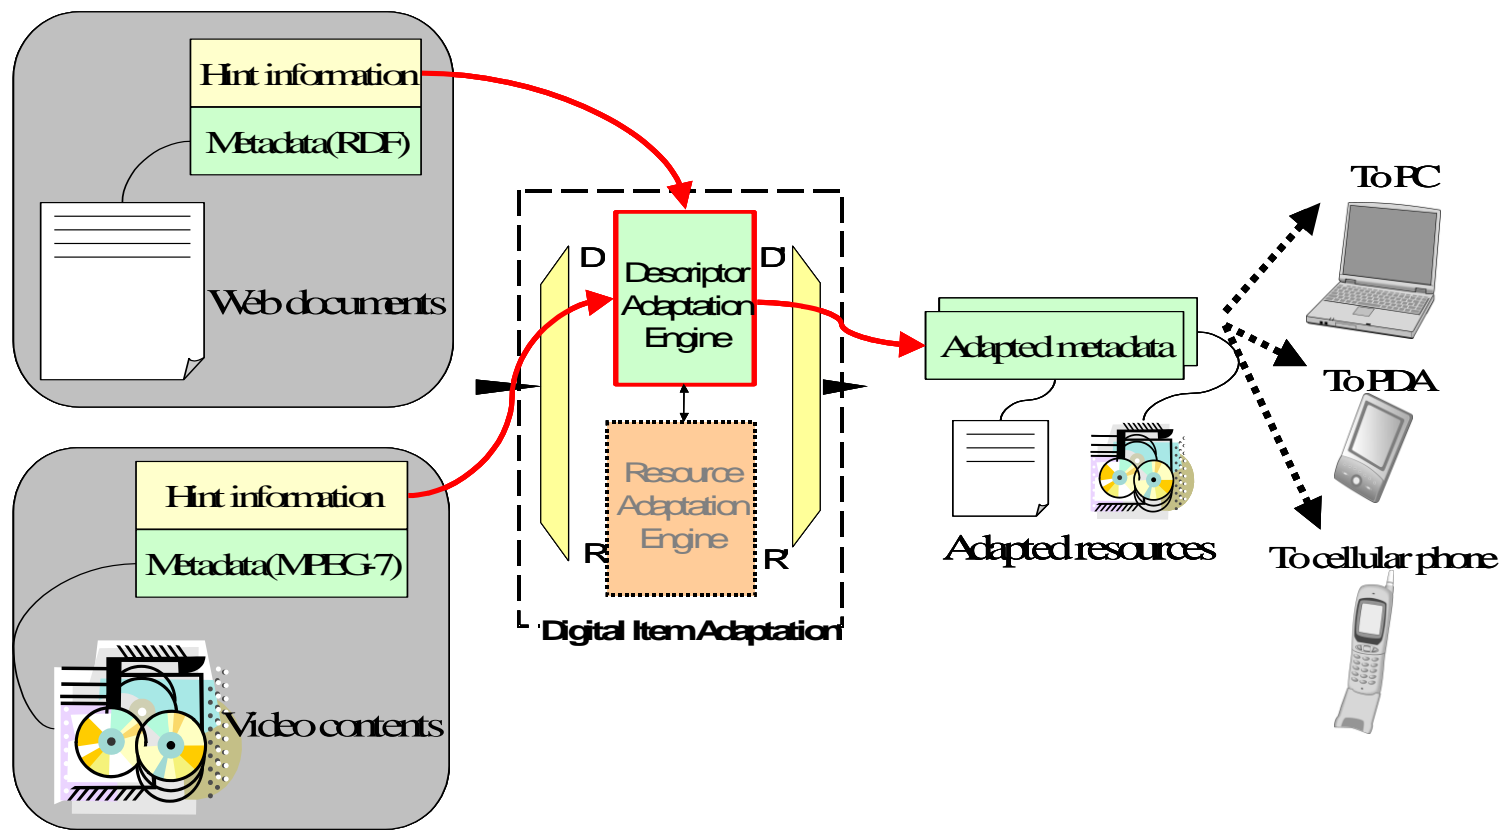 Hint information
Metadata(RDF)
Web documents
Hint information
Metadata(MPEG-7)
Video contents
D
Descriptor
Adaptation
Engine
D'
Resource
Adaptation
Engine
R
R'
Digital Item Adaptation
Adapted metadata
Adapted resources
To PC
To PDA
To cellular phone